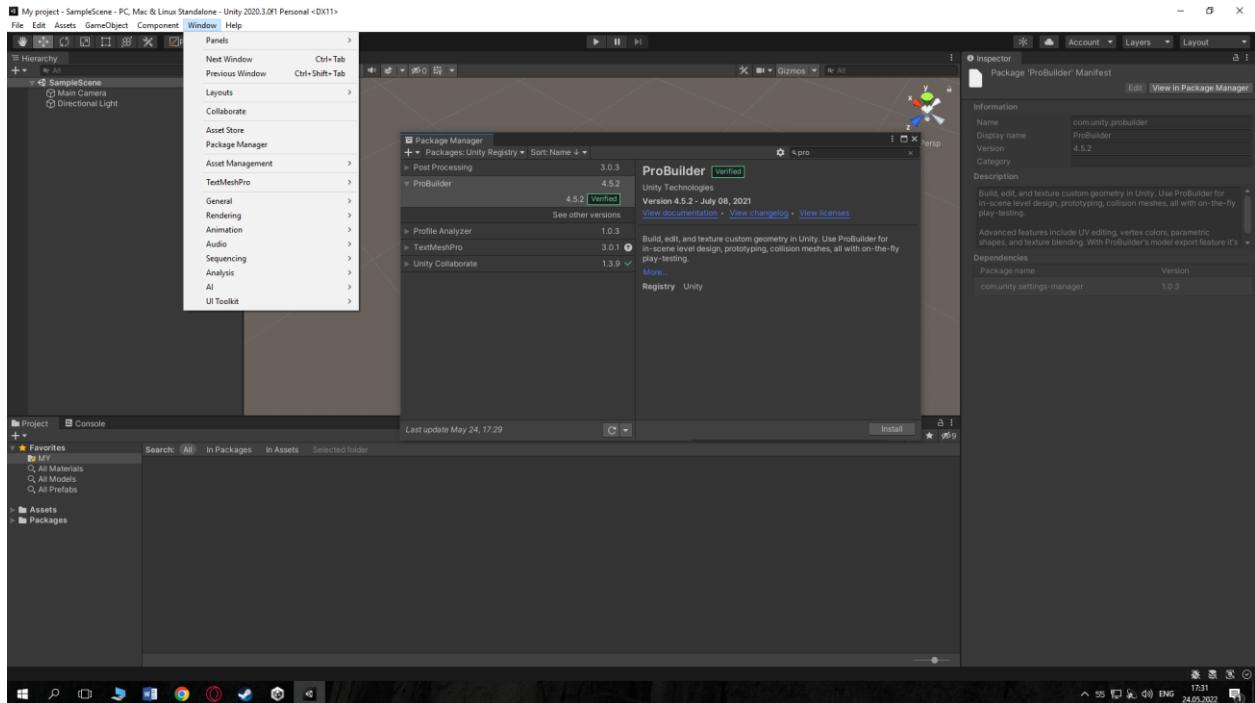 My project - SampleScene - PC, Mac & Linux Standalone - Unity 2020.3.0f1 Personal <DX11>
File Edit Assets GameObject Component Window Help
Account Layers Layout
Panels
Next Window Ctrl+Tab
Previous Window Ctrl+Shift+Tab
Layouts
Collaborate
Asset Store
Package Manager
Asset Management
TextMeshPro
General
Rendering
Animation
Audio
Sequencing
Analysis
AI
UI Toolkit
Hierarchy
All
SampleScene
Main Camera
Directional Light
0 Gizmos All
y
x
z
Persp
Package Manager
Packages: Unity Registry Sort: Name ↓ pro
Post Processing 3.0.3
ProBuilder 4.5.2
4.5.2 Verified
See other versions
Profile Analyzer 1.0.3
TextMeshPro 3.0.1
Unity Collaborate 1.3.9
Last update May 24, 17:29
ProBuilder Verified
Unity Technologies
Version 4.5.2 - July 08, 2021
View documentation • View changelog • View licenses
Build, edit, and texture custom geometry in Unity. Use ProBuilder for
in-scene level design, prototyping, collision meshes, all with on-the-fly
play-testing.
More...
Registry Unity
Install
Inspector
Package 'ProBuilder' Manifest
Edit View in Package Manager
Information
Name com.unity.probuilder
Display name ProBuilder
Version 4.5.2
Category
Description
Build, edit, and texture custom geometry in Unity. Use ProBuilder for
in-scene level design, prototyping, collision meshes, all with on-the-fly
play-testing.
Advanced features include UV editing, vertex colors, parametric
shapes, and texture blending. With ProBuilder's model export feature it's
Dependencies
Package name Version
com.unity.settings-manager 1.0.3
Project Console
9
Favorites
MY
All Materials
All Models
All Prefabs
Assets
Packages
Search: All In Packages In Assets Selected folder
55 ENG 17:31
24.05.2022